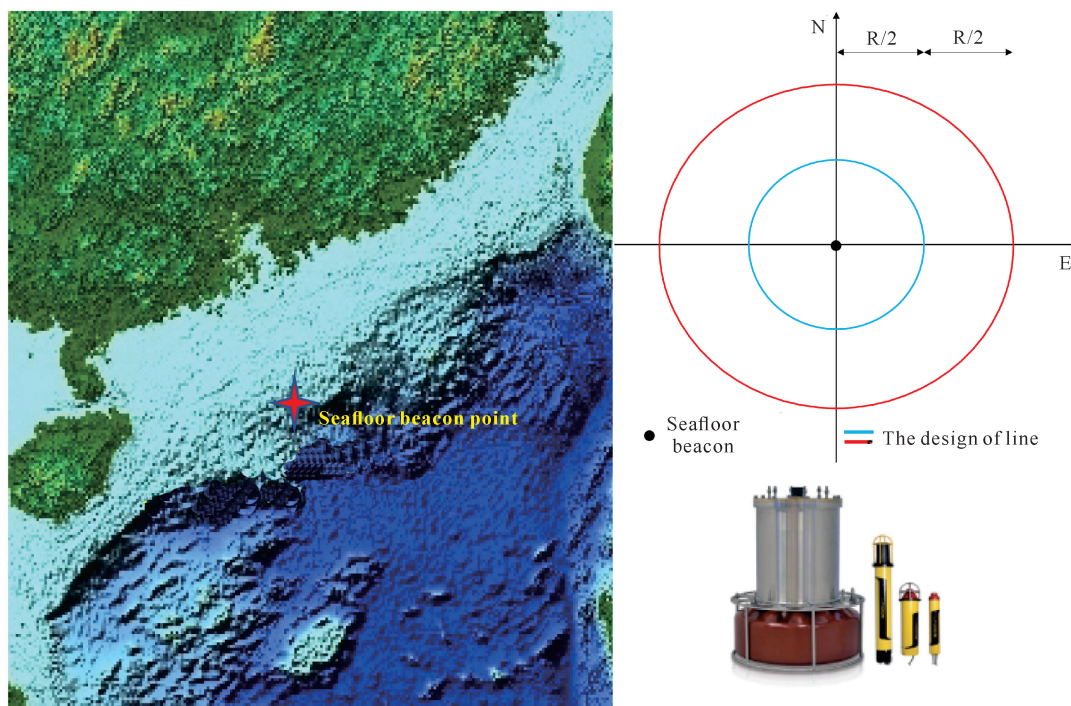 N
R/2 R/2
E
Seafloor beacon point
Seafloor
beacon
The design of line